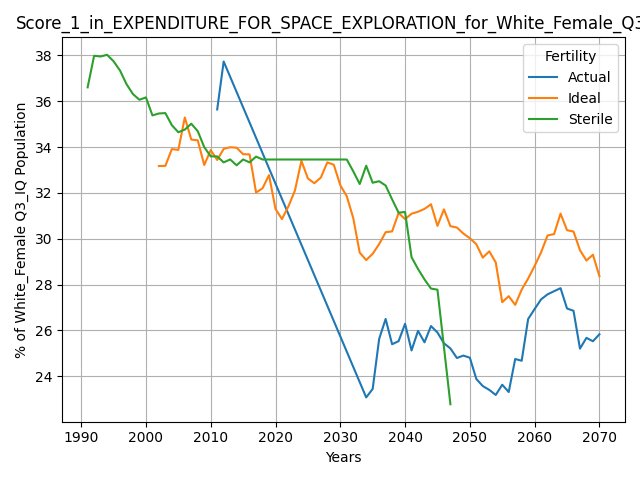 Score_1_in_EXPENDITURE_FOR_SPACE_EXPLORATION_for_White_Female_Q3
Fertility
Actual
Ideal
Sterile
% of White_Female Q3_IQ Population
38
36
34
32
30
28
26
24
1990 2000 2010 2020 2030 2040 2050 2060 2070
Years